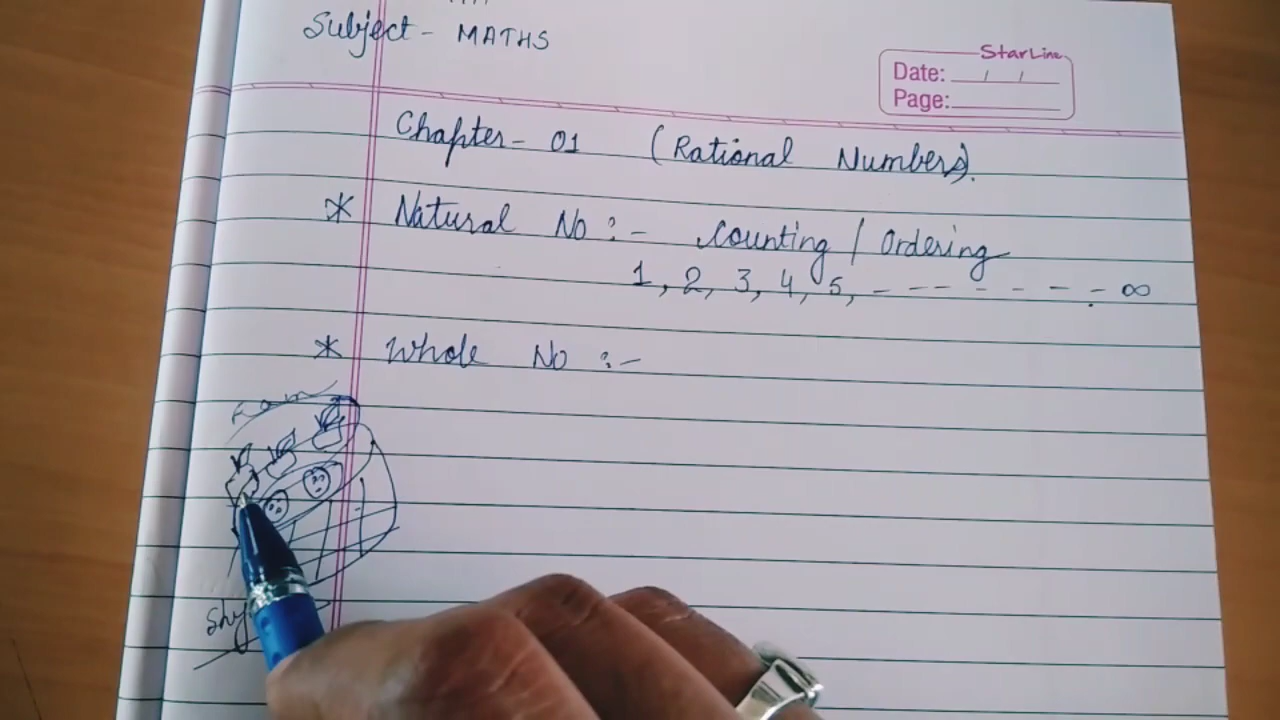 Subject - MATHS
StarLine
Date: / /
Page:
Chapter - 01 (Rational Numbers).
* Natural No :- Counting / Ordering
1, 2, 3, 4, 5, - - - - - - - - ∞
* Whole No :-
Ram